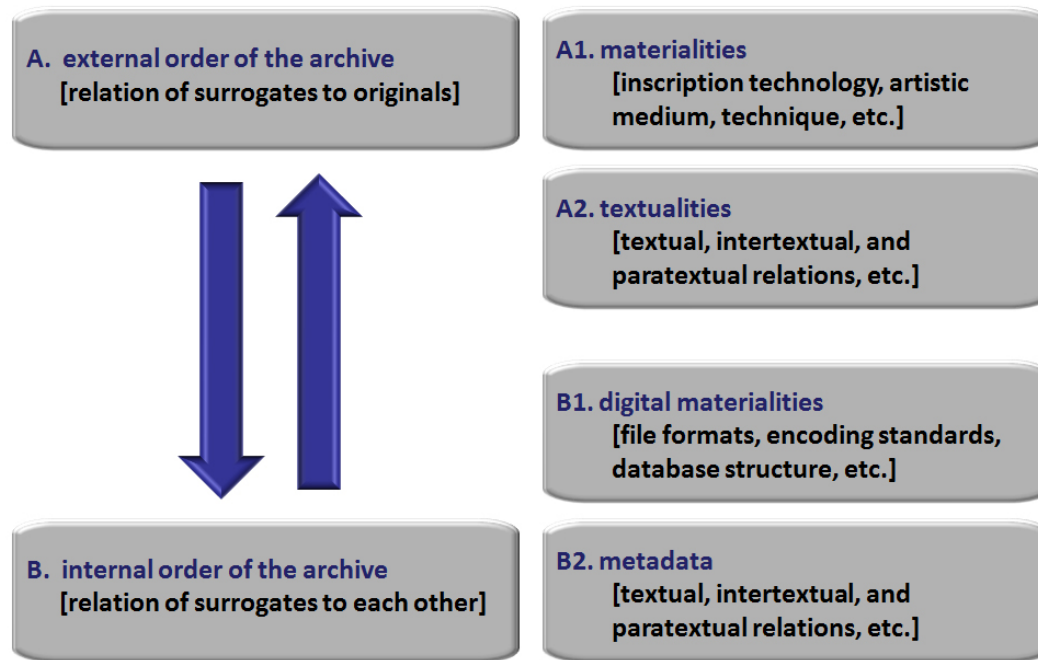 A. external order of the archive
[relation of surrogates to originals]
A1. materialities
[inscription technology, artistic
medium, technique, etc.]
A2. textualities
[textual, intertextual, and
paratextual relations, etc.]
B1. digital materialities
[file formats, encoding standards,
database structure, etc.]
B. internal order of the archive
[relation of surrogates to each other]
B2. metadata
[textual, intertextual, and
paratextual relations, etc.]